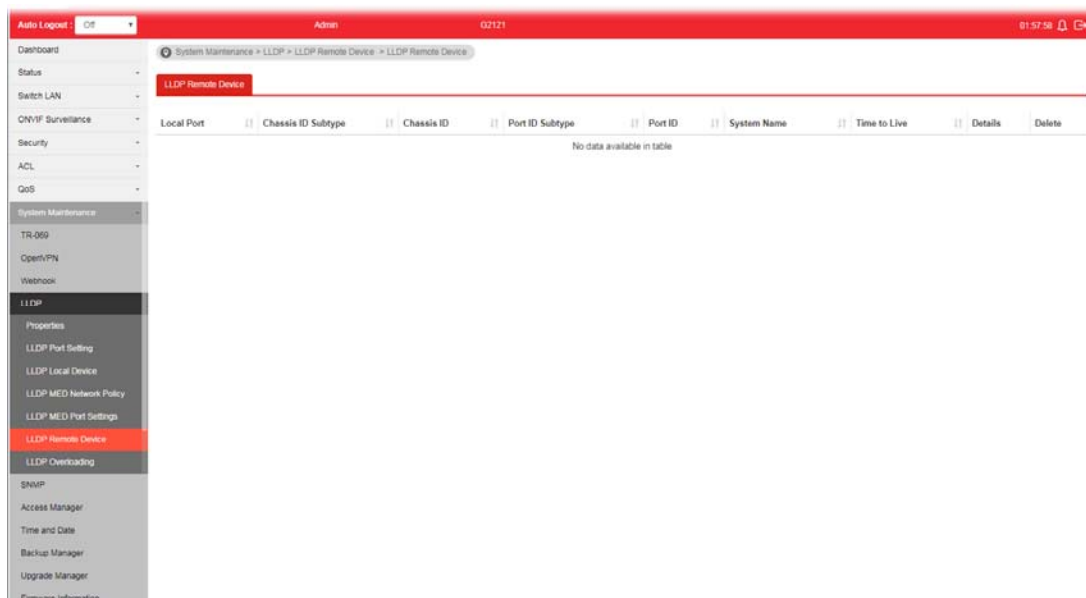 Auto Logout : Off Admin G2121 01:57:58
Dashboard
Status
Switch LAN
ONVIF Surveillance
Security
ACL
QoS
System Maintenance
TR-069
OpenVPN
Webhook
LLDP
Properties
LLDP Port Setting
LLDP Local Device
LLDP MED Network Policy
LLDP MED Port Settings
LLDP Remote Device
LLDP Overloading
SNMP
Access Manager
Time and Date
Backup Manager
Upgrade Manager
Firmware Information
System Maintenance > LLDP > LLDP Remote Device > LLDP Remote Device
LLDP Remote Device
Local Port Chassis ID Subtype Chassis ID Port ID Subtype Port ID System Name Time to Live Details Delete
No data available in table